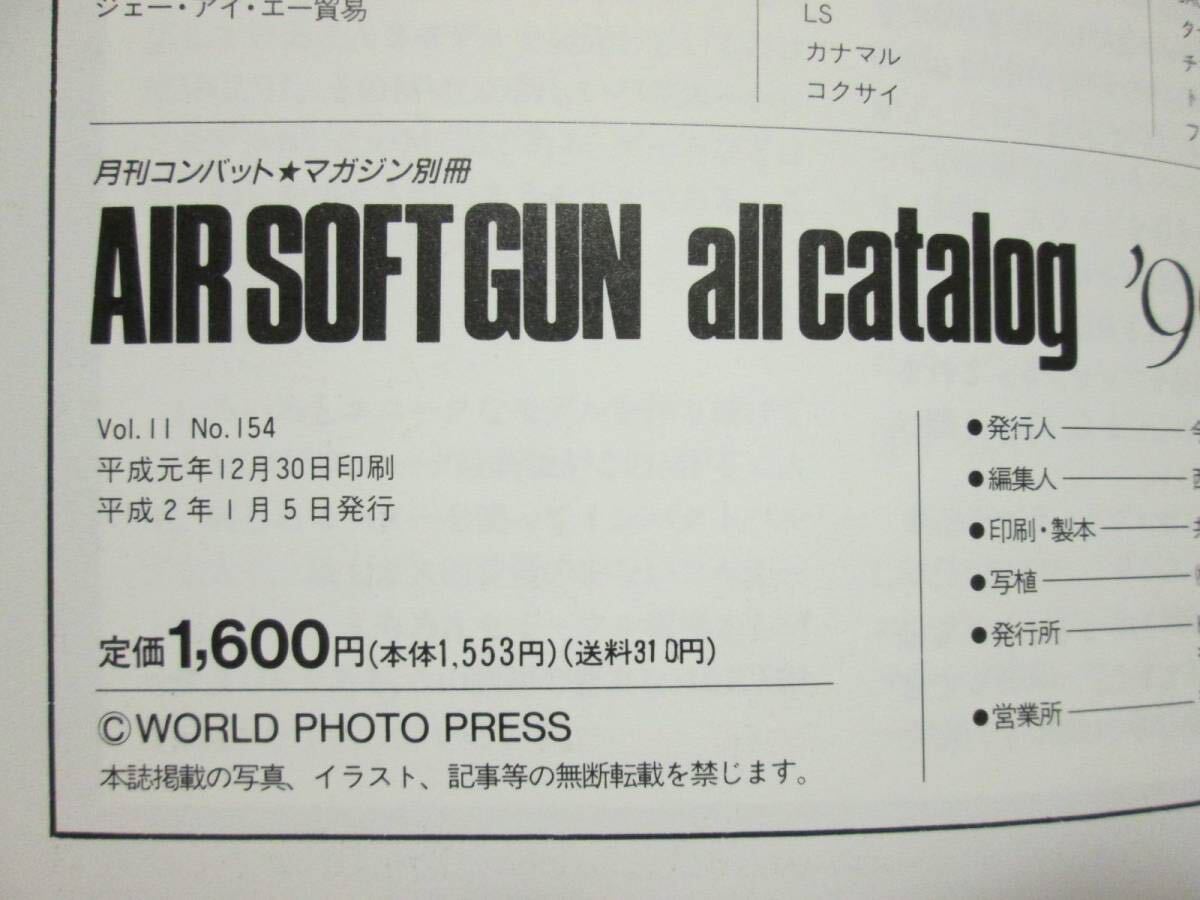 ジェー・アイ・エー貿易
LS
カナマル
コクサイ
月刊コンバット★マガジン別冊
AIR SOFT GUN all catalog '9
Vol.11 No.154
平成元年12月30日印刷
平成2年1月5日発行
定価1,600円(本体1,553円)(送料310円)
©WORLD PHOTO PRESS
本誌掲載の写真、イラスト、記事等の無断転載を禁じます。
●発行人
●編集人
●印刷・製本
●写植
●発行所
●営業所